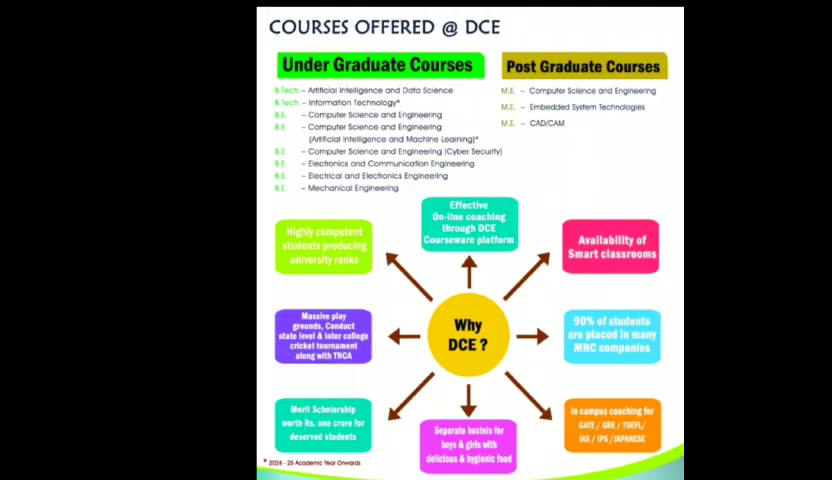 COURSES OFFERED @ DCE
Under Graduate Courses
B.Tech. – Artificial Intelligence and Data Science
B.Tech. – Information Technology*
B.E. – Computer Science and Engineering
B.E. – Computer Science and Engineering
(Artificial Intelligence and Machine Learning)*
B.E. – Computer Science and Engineering (Cyber Security)
B.E. – Electronics and Communication Engineering
B.E. – Electrical and Electronics Engineering
B.E. – Mechanical Engineering
Post Graduate Courses
M.E. – Computer Science and Engineering
M.E. – Embedded System Technologies
M.E. – CAD/CAM
Effective
On-line coaching
through DCE
Courseware platform
Highly competent
students producing
university ranks
Availability of
Smart classrooms
Massive play
grounds, Conduct
state level & inter college
cricket tournament
along with TNCA
Why
DCE ?
90% of students
are placed in many
MNC companies
Merit Scholarship
worth Rs. one crore for
deserved students
Separate hostels for
boys & girls with
delicious & hygienic food
In campus coaching for
GATE / GRE / TOEFL/
IAS / IPS /JAPANESE
* 2024 - 25 Academic Year Onwards